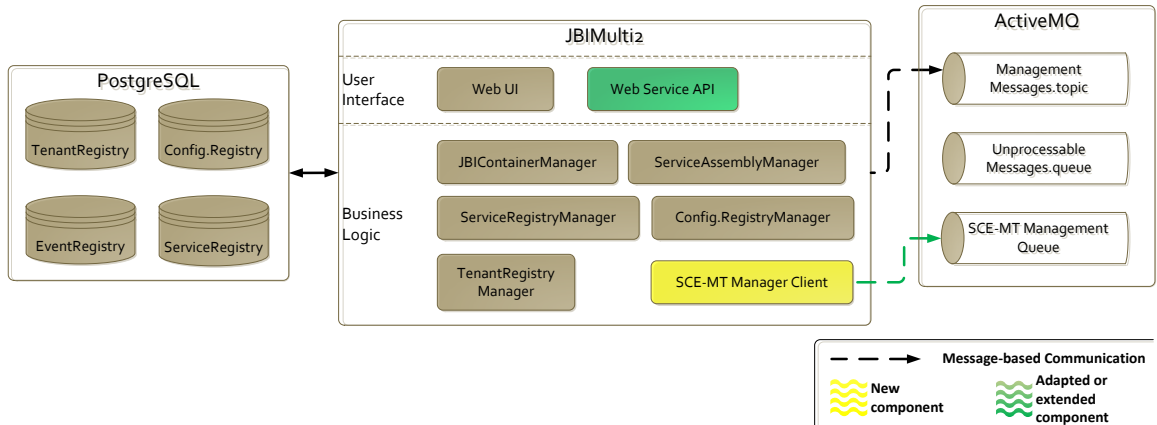 PostgreSQL
TenantRegistry
Config.Registry
EventRegistry
ServiceRegistry
JBIMulti2
User
Interface
Web UI
Web Service API
Business
Logic
JBIContainerManager
ServiceAssemblyManager
ServiceRegistryManager
Config.RegistryManager
TenantRegistry
Manager
SCE-MT Manager Client
ActiveMQ
Management
Messages.topic
Unprocessable
Messages.queue
SCE-MT Management
Queue
Message-based Communication
New
component
Adapted or
extended
component